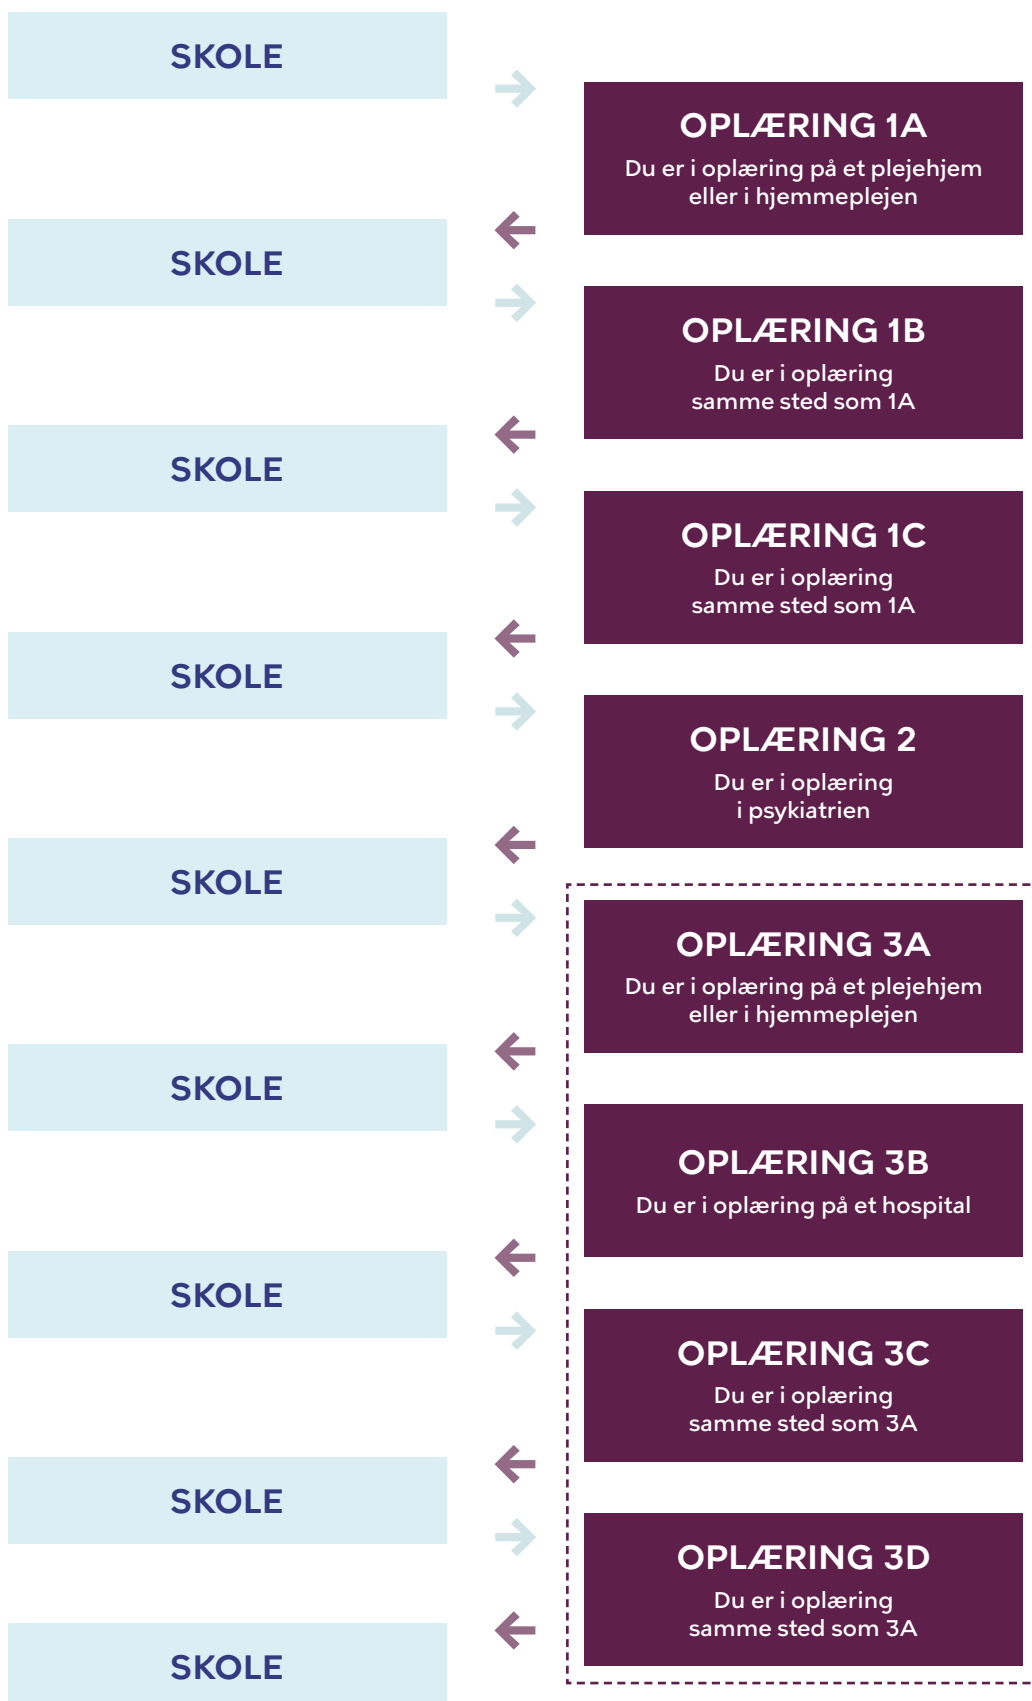 SKOLE
OPLÆRING 1A
Du er i oplæring på et plejehjem
eller i hjemmeplejen
SKOLE
OPLÆRING 1B
Du er i oplæring
samme sted som 1A
SKOLE
OPLÆRING 1C
Du er i oplæring
samme sted som 1A
SKOLE
OPLÆRING 2
Du er i oplæring
i psykiatrien
SKOLE
OPLÆRING 3A
Du er i oplæring på et plejehjem
eller i hjemmeplejen
SKOLE
OPLÆRING 3B
Du er i oplæring på et hospital
SKOLE
OPLÆRING 3C
Du er i oplæring
samme sted som 3A
SKOLE
OPLÆRING 3D
Du er i oplæring
samme sted som 3A
SKOLE